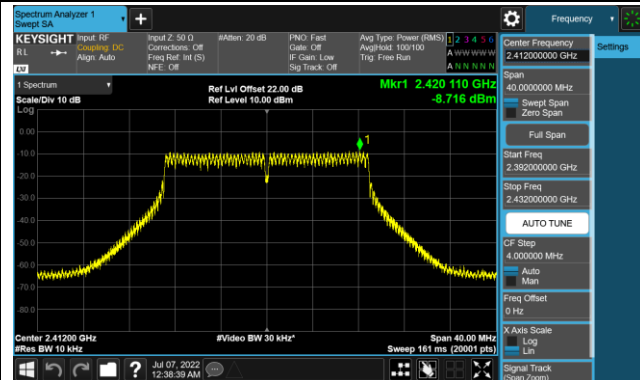 Spectrum Analyzer 1
Swept SA
Frequency
KEYSIGHT
RL
LXI
Input: RF
Coupling: DC
Align: Auto
Input Z: 50 Ω
Corrections: Off
Freq Ref: Int (S)
NFE: Off
#Atten: 20 dB
PNO: Fast
Gate: Off
IF Gain: Low
Sig Track: Off
Avg Type: Power (RMS)
Avg|Hold: 100/100
Trig: Free Run
1 2 3 4 5 6
A W W W W W
A N N N N N
1 Spectrum
Scale/Div 10 dB
Log
Ref Lvl Offset 22.00 dB
Ref Level 10.00 dBm
Mkr1 2.420 110 GHz
-8.716 dBm
1
0.00
-10.0
-20.0
-30.0
-40.0
-50.0
-60.0
-70.0
-80.0
Center 2.41200 GHz
#Res BW 10 kHz
#Video BW 30 kHz*
Span 40.00 MHz
Sweep 161 ms (20001 pts)
Jul 07, 2022
12:38:39 AM
Center Frequency
2.412000000 GHz
Span
40.0000000 MHz
Swept Span
Zero Span
Full Span
Start Freq
2.392000000 GHz
Stop Freq
2.432000000 GHz
AUTO TUNE
CF Step
4.000000 MHz
Auto
Man
Freq Offset
0 Hz
X Axis Scale
Log
Lin
Signal Track
(Span Zoom)
Settings